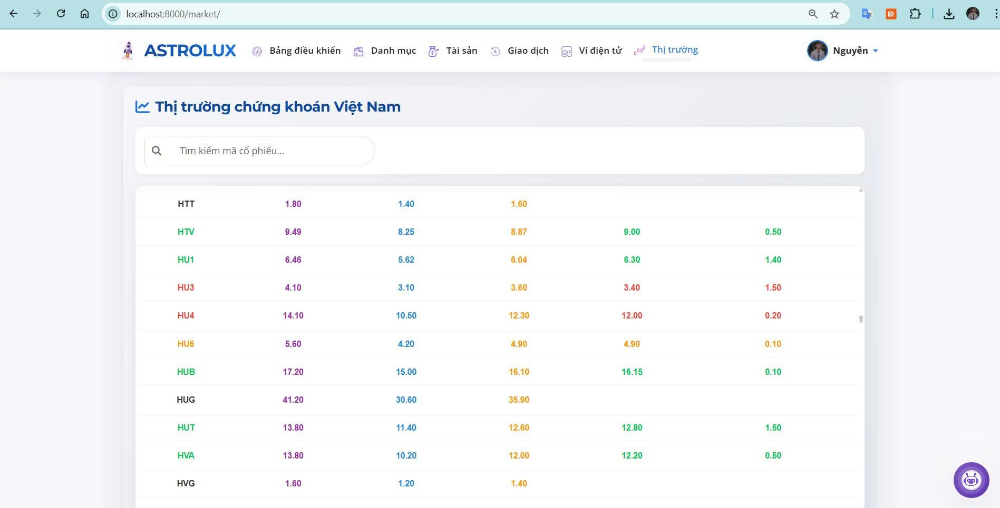 localhost:8000/market/
ASTROLUX Bảng điều khiển Danh mục Tài sản Giao dịch Ví điện tử Thị trường Nguyễn
Thị trường chứng khoán Việt Nam
Tìm kiếm mã cổ phiếu...
HTT 1.80 1.40 1.60
HTV 9.49 8.25 8.87 9.00 0.50
HU1 6.46 5.62 6.04 6.30 1.40
HU3 4.10 3.10 3.60 3.40 1.50
HU4 14.10 10.50 12.30 12.00 0.20
HU6 5.60 4.20 4.90 4.90 0.10
HUB 17.20 15.00 16.10 16.15 0.10
HUG 41.20 30.60 35.90
HUT 13.80 11.40 12.60 12.80 1.50
HVA 13.80 10.20 12.00 12.20 0.50
HVG 1.60 1.20 1.40